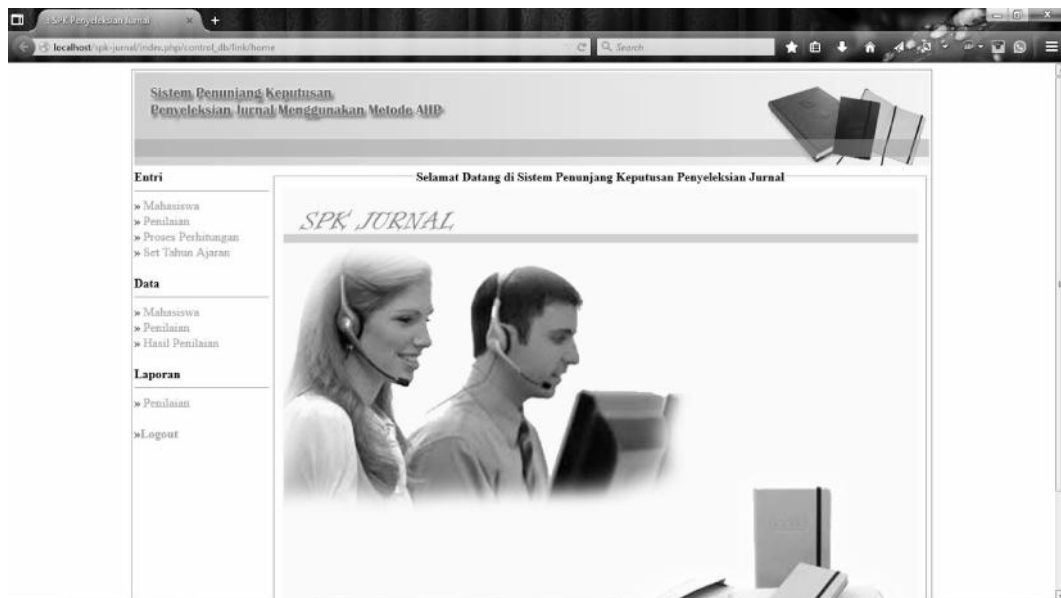 .: SPK Penyeleksian Jurnal
localhost/spk-jurnal/index.php/control_db/link/home
Search
Sistem Penunjang Keputusan
Penyeleksian Jurnal Menggunakan Metode AHP
Entri
» Mahasiswa
» Penilaian
» Proses Perhitungan
» Set Tahun Ajaran
Data
» Mahasiswa
» Penilaian
» Hasil Penilaian
Laporan
» Penilaian
»Logout
Selamat Datang di Sistem Penunjang Keputusan Penyeleksian Jurnal
SPK JURNAL